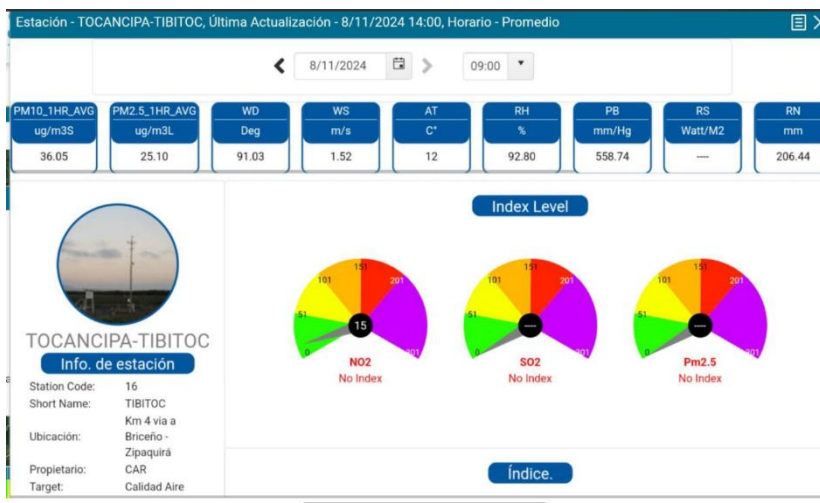 Estación - TOCANCIPA-TIBITOC, Última Actualización - 8/11/2024 14:00, Horario - Promedio
8/11/2024 09:00
PM10_1HR_AVG PM2.5_1HR_AVG WD WS AT RH PB RS RN
ug/m3S ug/m3L Deg m/s C° % mm/Hg Watt/M2 mm
36.05 25.10 91.03 1.52 12 92.80 558.74 ---- 206.44
Index Level
0 51 101 151 201 301 15
NO2
No Index
0 51 101 151 201 301 ----
SO2
No Index
0 51 101 151 201 301 ----
Pm2.5
No Index
TOCANCIPA-TIBITOC
Info. de estación
Station Code: 16
Short Name: TIBITOC
Ubicación: Km 4 via a
Briceño -
Zipaquirá
Propietario: CAR
Target: Calidad Aire
Índice.